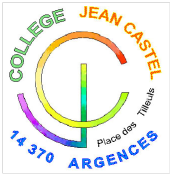 COLLEGE JEAN CASTEL
Place des Tilleuls
14 370 ARGENCES